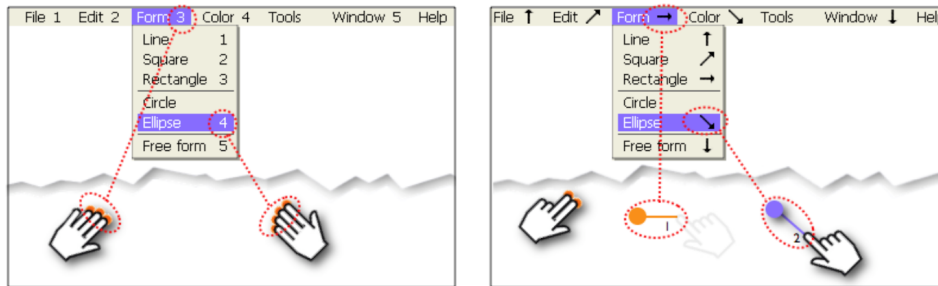 File 1 Edit 2 Form 3 Color 4 Tools Window 5 Help
Line 1
Square 2
Rectangle 3
Circle
Ellipse 4
Free form 5
File ↑ Edit ↗ Form → Color ↘ Tools Window ↓ Hel
Line ↑
Square ↗
Rectangle →
Circle
Ellipse ↘
Free form ↓
1
2